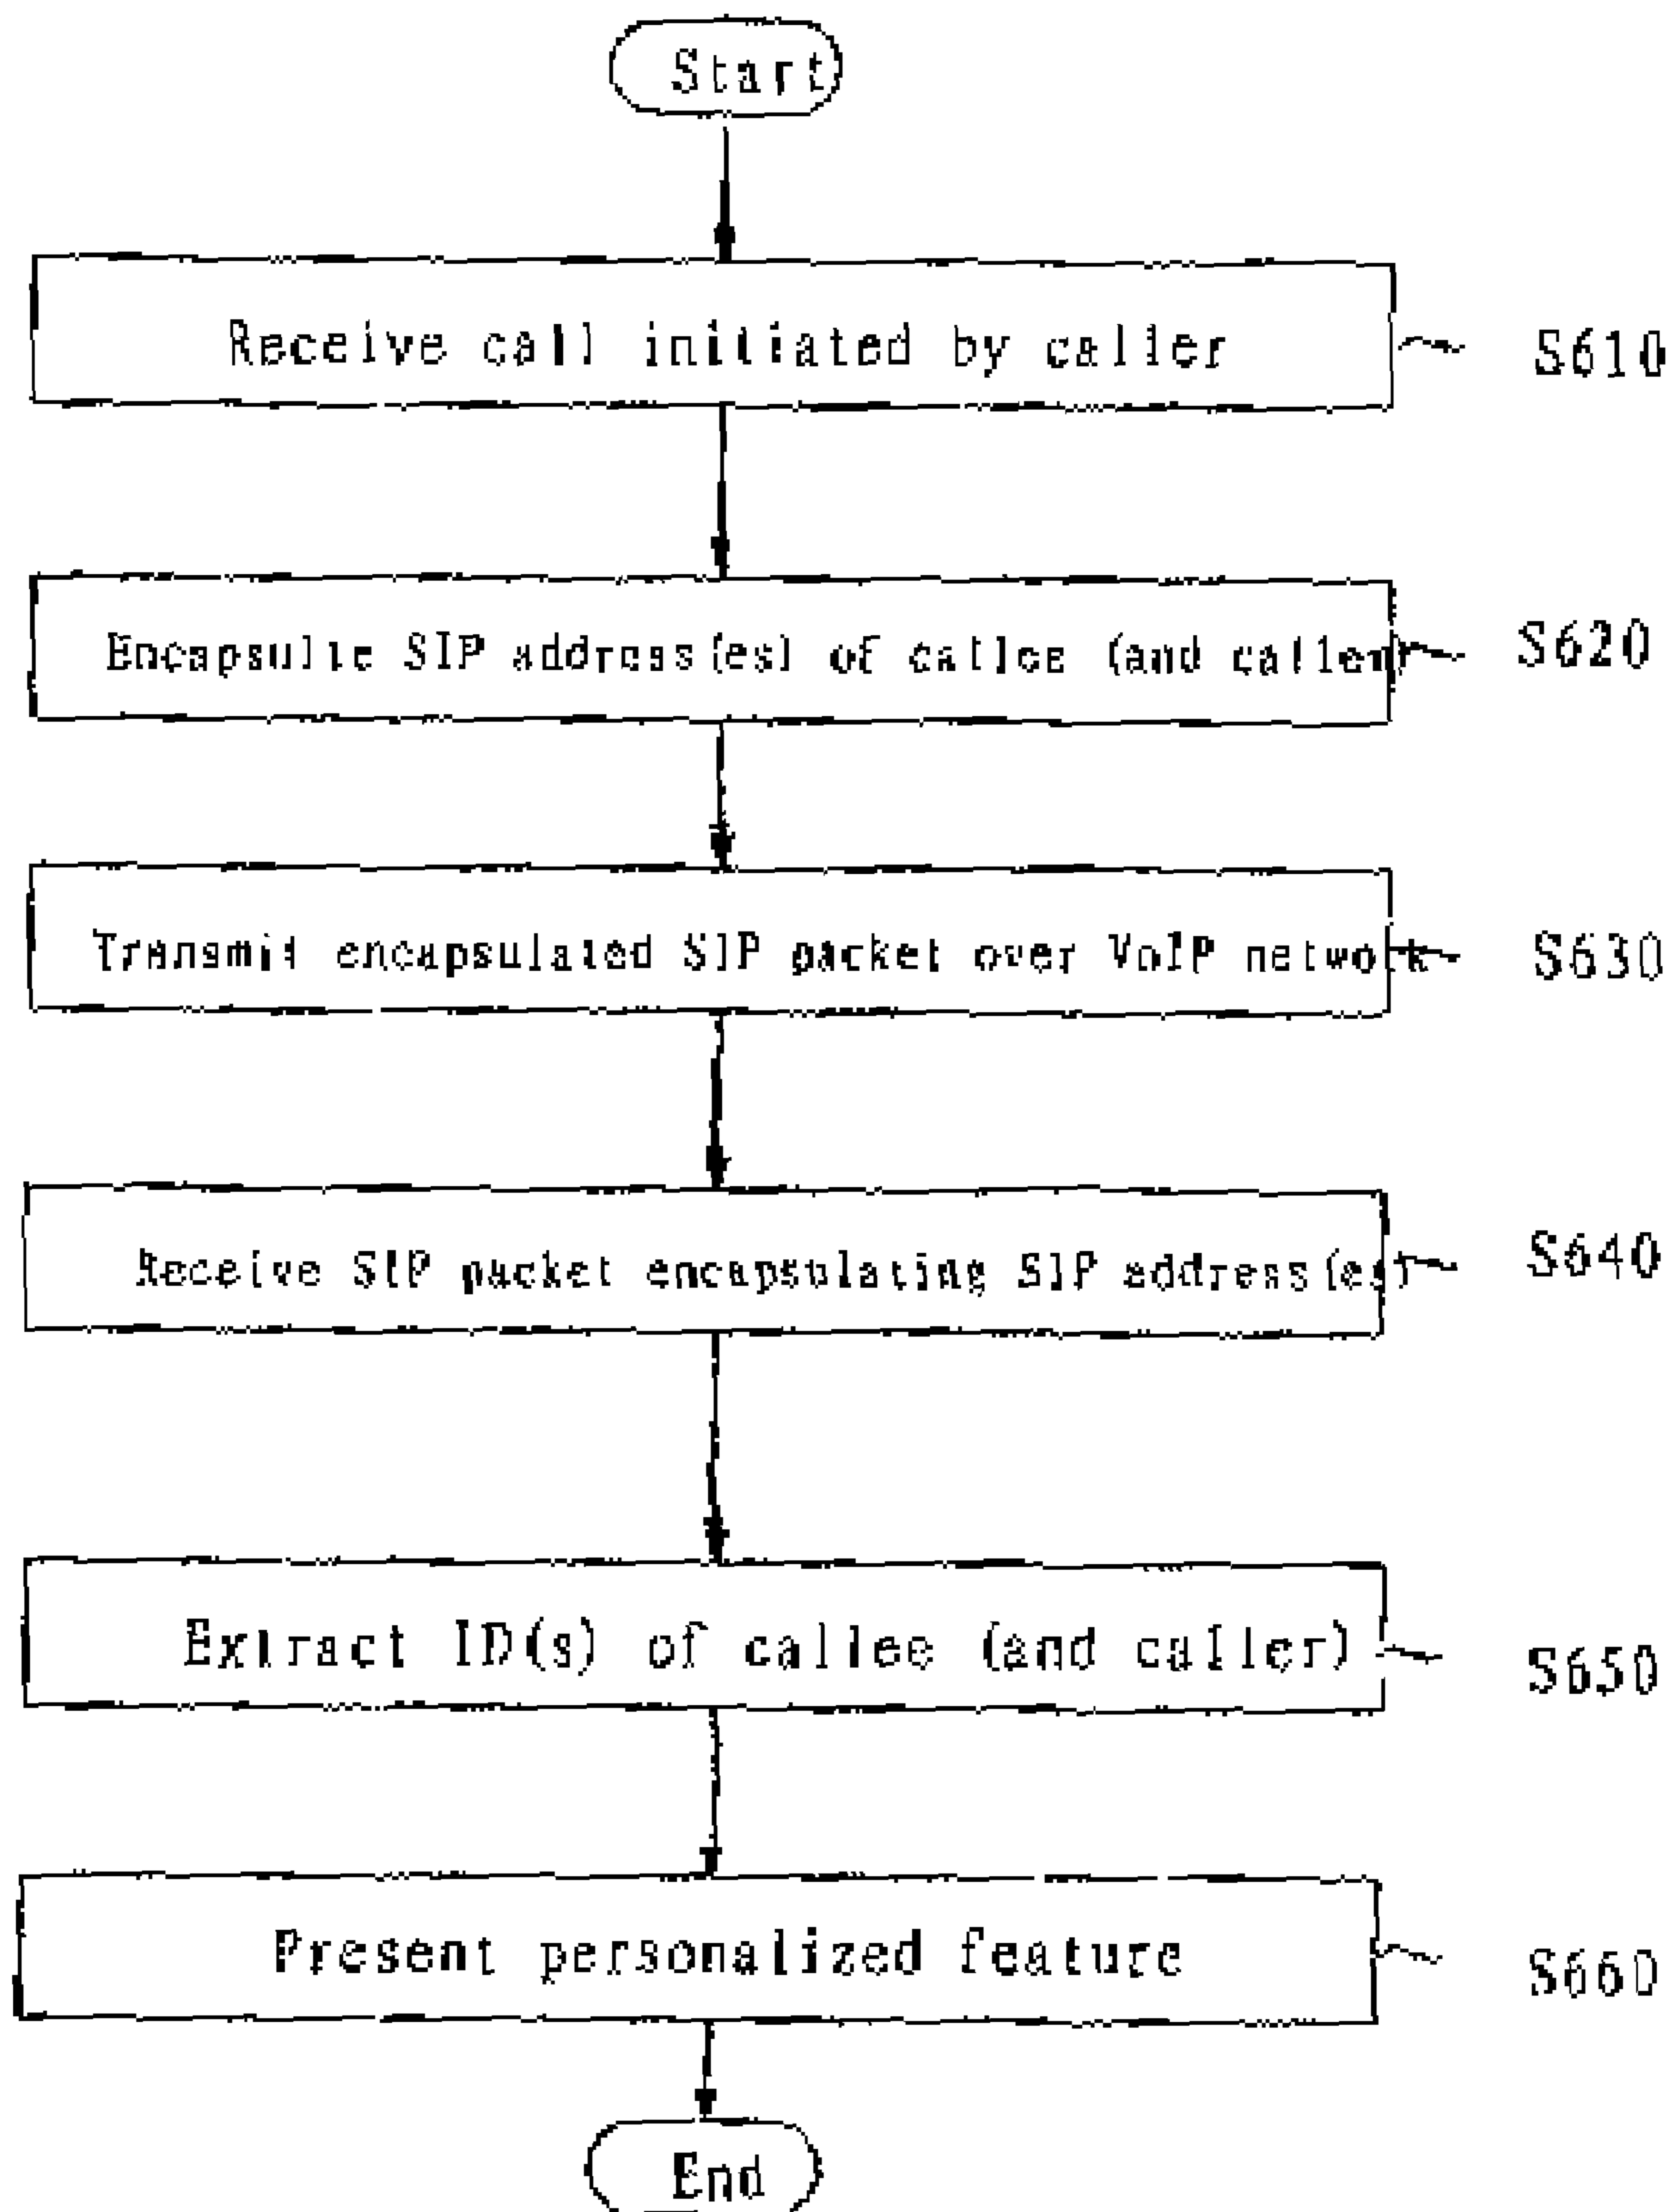 Start
Receive call initiated by caller
S610
Encapsulte SIP address(es) of callee (and caller)
S620
Transmit encapsulated SIP packet over VoIP network
S630
Receive SIP packet encapsulating SIP address(es)
S640
Extract ID(s) of callee (and caller)
S650
Present personalized feature
S660
End